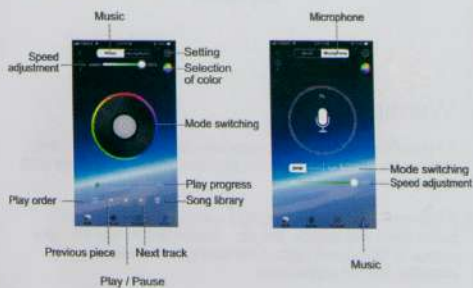 Music
Microphone
Speed adjustment
Setting
Selection of color
Mode switching
Play progress
Play order
Song library
Previous piece
Next track
Play / Pause
Mode switching
Speed adjustment
Music